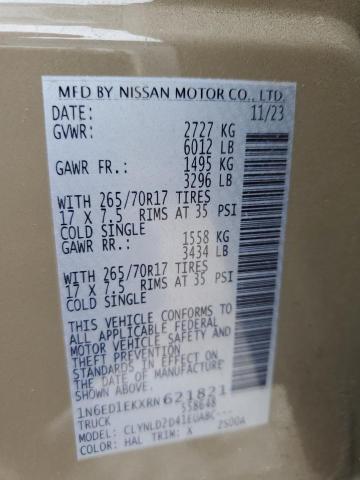 MFD BY NISSAN MOTOR CO., LTD.
DATE: 11/23
GVWR: 2727 KG
6012 LB
GAWR FR.: 1495 KG
3296 LB
WITH 265/70R17 TIRES
17 X 7.5 RIMS AT 35 PSI
COLD SINGLE
GAWR RR.: 1558 KG
3434 LB
WITH 265/70R17 TIRES
17 X 7.5 RIMS AT 35 PSI
COLD SINGLE
THIS VEHICLE CONFORMS TO
ALL APPLICABLE FEDERAL
MOTOR VEHICLE SAFETY AND
THEFT PREVENTION
STANDARDS IN EFFECT ON
THE DATE OF MANUFACTURE
SHOWN ABOVE.
1N6ED1EKXRN621821
TRUCK 558648
MODEL: CLYNLD2D41EUABC---
COLOR: HAL TRIM: X 2500A